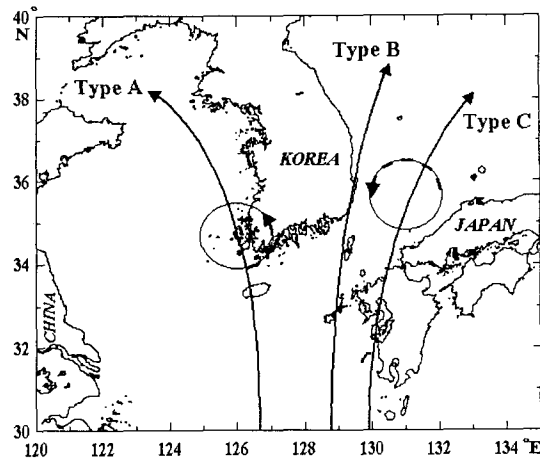 N°
40
38
36
34
32
30
120
122
124
126
128
130
132
134
°E
Type A
Type B
Type C
KOREA
JAPAN
CHINA